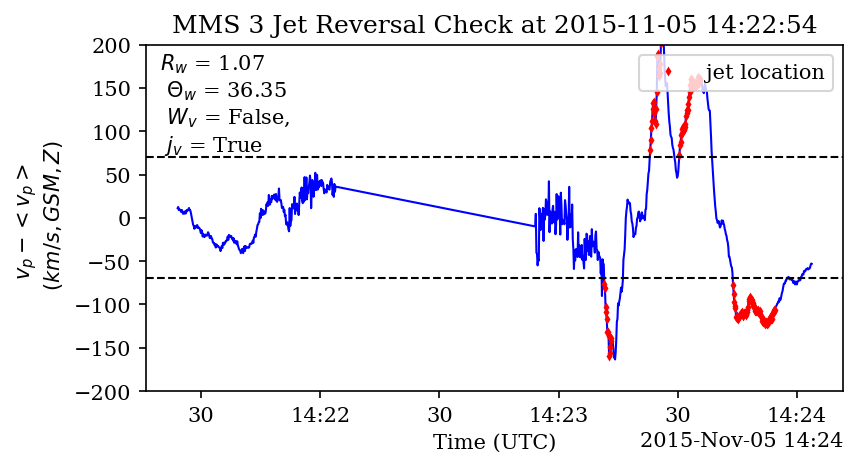 MMS 3 Jet Reversal Check at 2015-11-05 14:22:54
R_w = 1.07
Θ_w = 36.35
W_v = False,
j_v = True
jet location
v_p − < v_p >
(km/s, GSM, Z)
200
150
100
50
0
−50
−100
−150
−200
30 14:22 30 14:23 30 14:24
Time (UTC)
2015-Nov-05 14:24